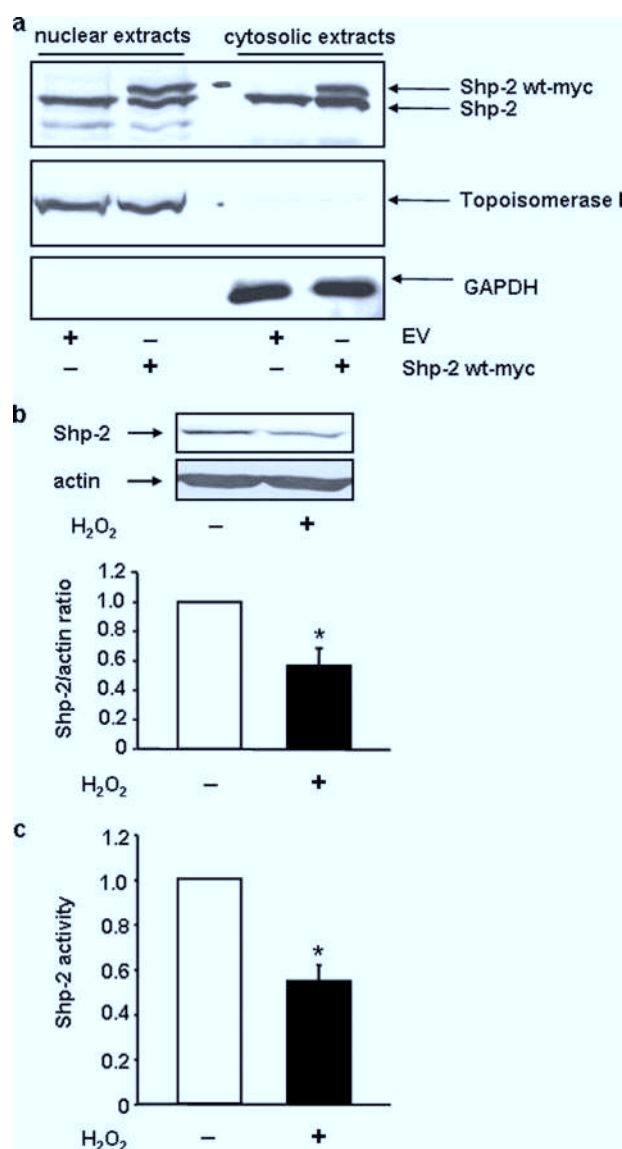 a
nuclear extracts cytosolic extracts
Shp-2 wt-myc
Shp-2
Topoisomerase I
GAPDH
+ – + – EV
– + – + Shp-2 wt-myc
b
Shp-2
actin
H₂O₂ – +
Shp-2/actin ratio
1.2
1.0
0.8
0.6
0.4
0.2
0
*
H₂O₂ – +
c
Shp-2 activity
1.2
1.0
0.8
0.6
0.4
0.2
0
*
H₂O₂ – +